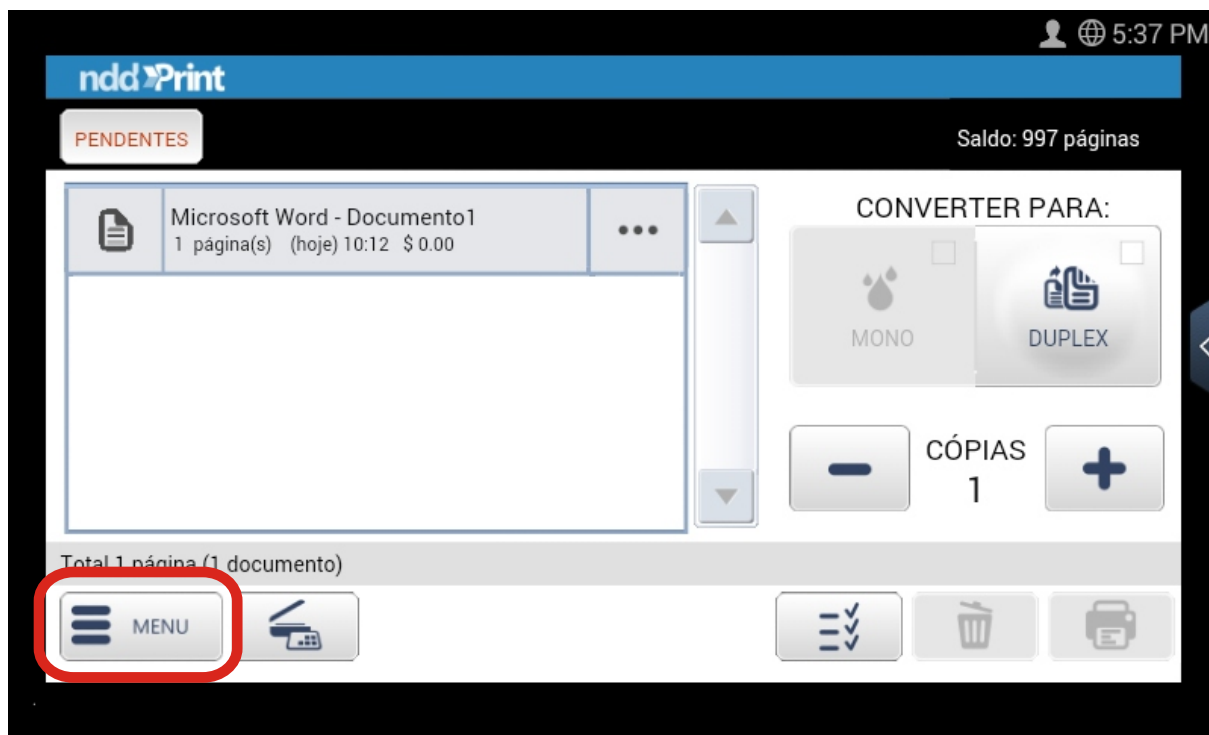 5:37 PM
ndd Print
PENDENTES
Saldo: 997 páginas
Microsoft Word - Documento1
1 página(s) (hoje) 10:12 $ 0.00
CONVERTER PARA:
MONO
DUPLEX
CÓPIAS
1
Total 1 página (1 documento)
MENU